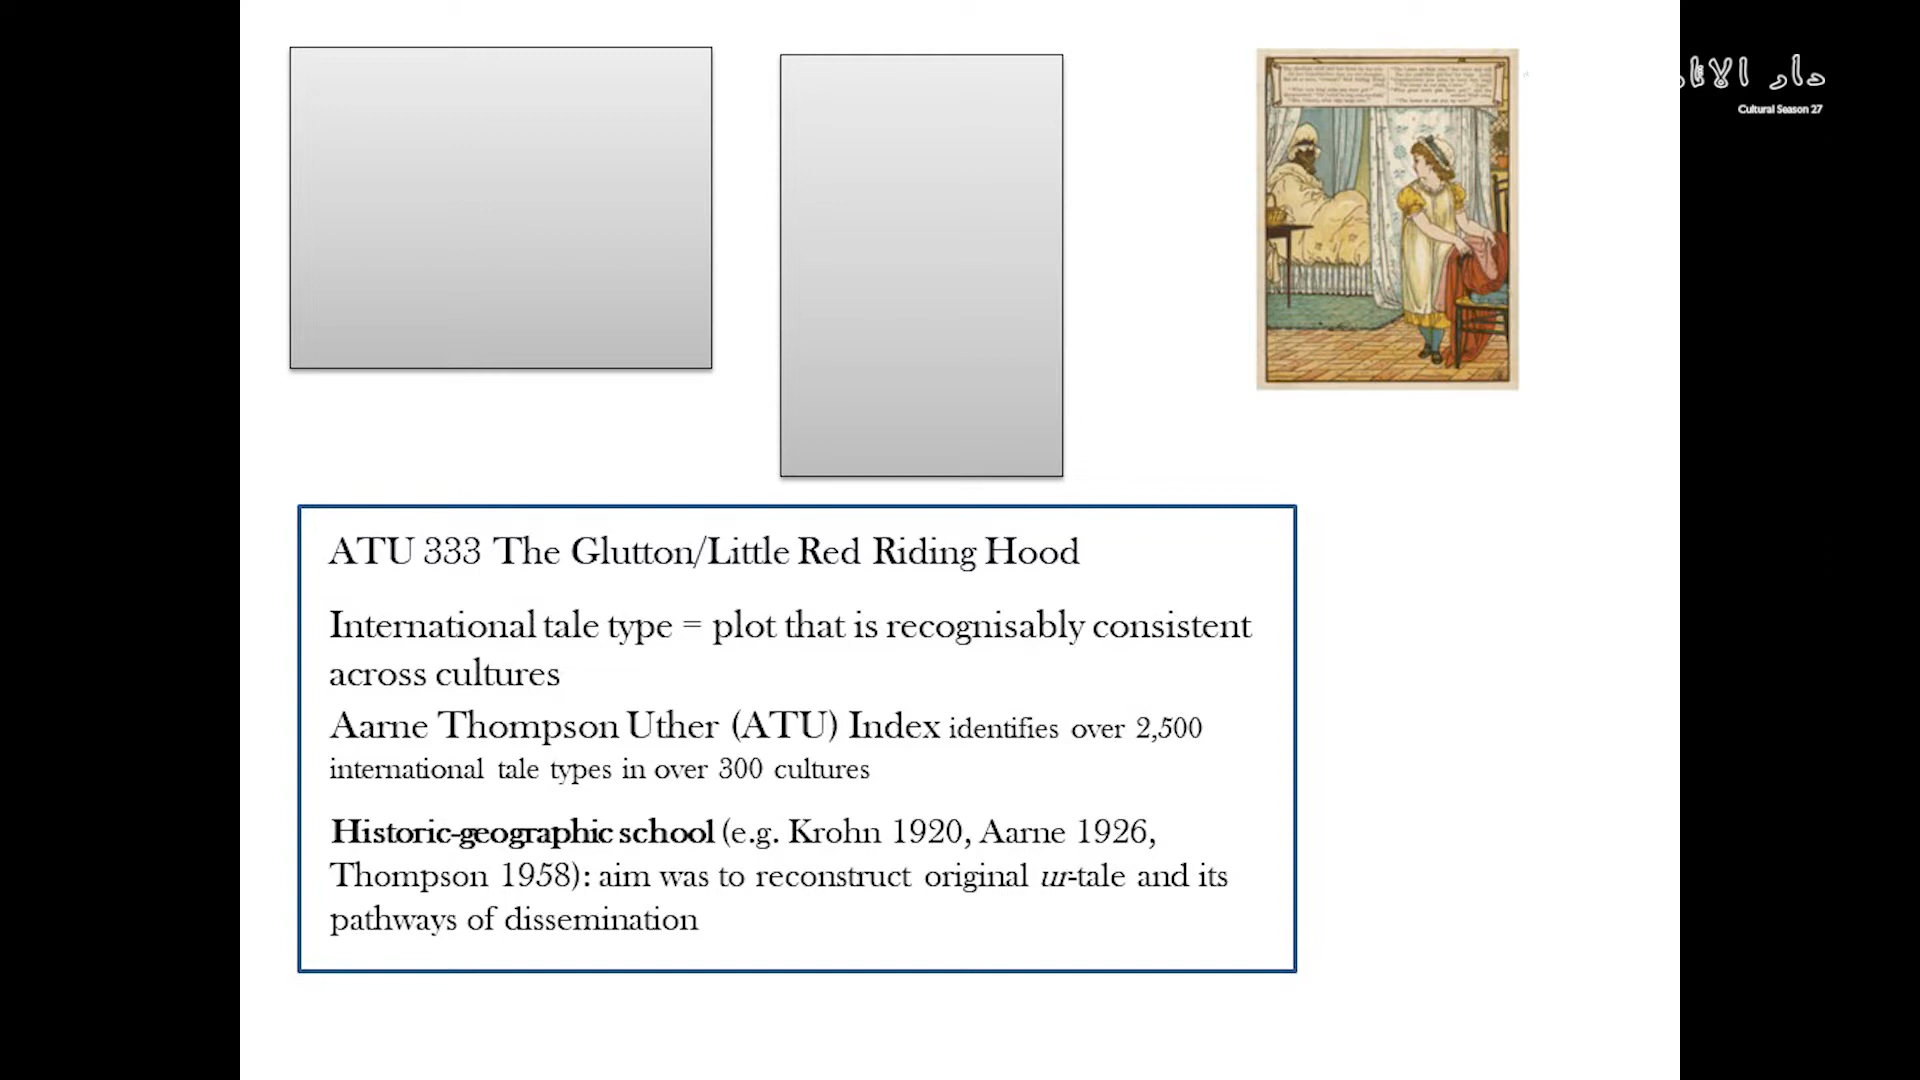 دار
Cultural Season 27
ATU 333 The Glutton/Little Red Riding Hood
International tale type = plot that is recognisably consistent
across cultures
Aarne Thompson Uther (ATU) Index identifies over 2,500
international tale types in over 300 cultures
Historic-geographic school (e.g. Krohn 1920, Aarne 1926,
Thompson 1958): aim was to reconstruct original ur-tale and its
pathways of dissemination